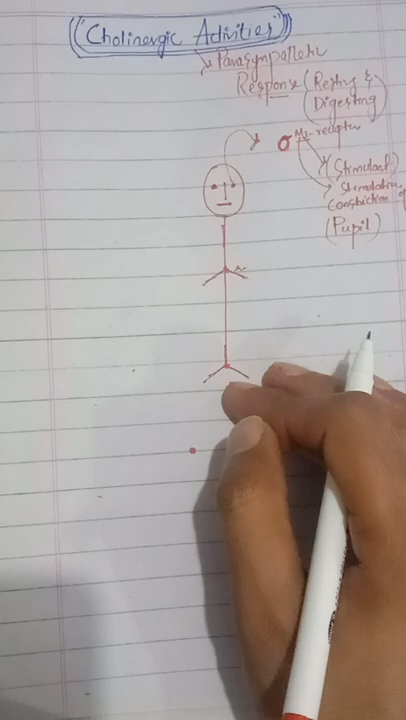 "Cholinergic Activities"
→ Parasympathetic
Response (Resting &
Digesting)
M3-receptor
(Stimulant)
→ Stimulation
Constriction of
(Pupil)